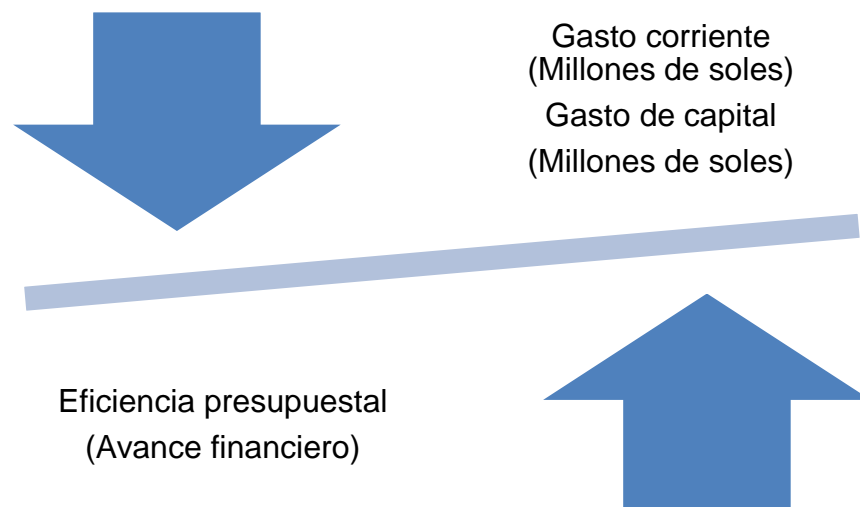 Gasto corriente
(Millones de soles)
Gasto de capital
(Millones de soles)
Eficiencia presupuestal
(Avance financiero)